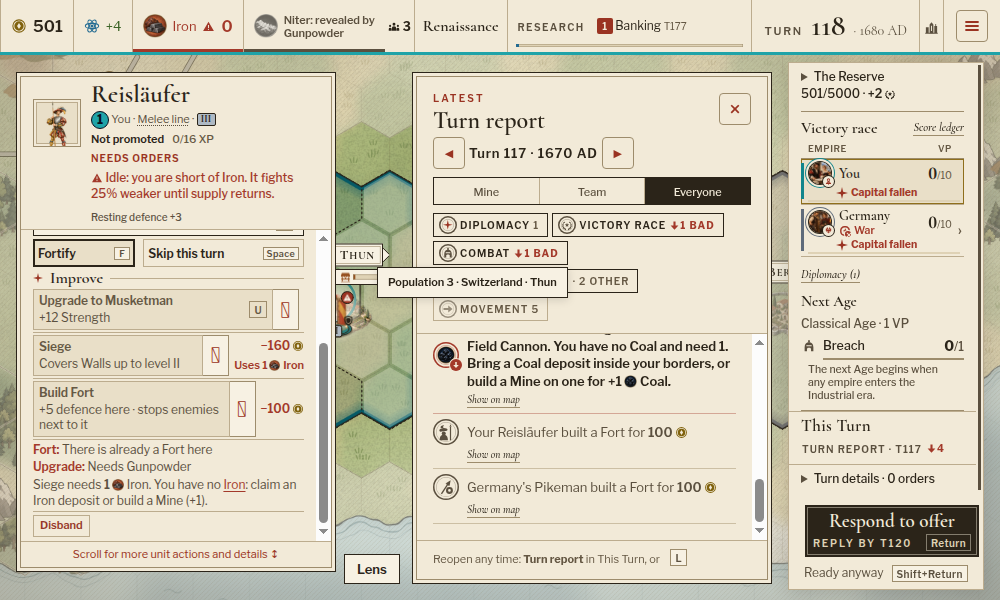 501
+4
Iron 0
Niter: revealed by
Gunpowder
3
Renaissance
RESEARCH 1 Banking T177
TURN 118 · 1680 AD
Reisläufer
1 You · Melee line · III
Not promoted 0/16 XP
NEEDS ORDERS
Idle: you are short of Iron. It fights
25% weaker until supply returns.
Resting defence +3
Fortify F
Skip this turn Space
Improve
Upgrade to Musketman
+12 Strength
U
Siege
Covers Walls up to level II
−160
Uses 1 Iron
Build Fort
+5 defence here · stops enemies
next to it
−100
Fort: There is already a Fort here
Upgrade: Needs Gunpowder
Siege needs 1 Iron. You have no Iron: claim an
Iron deposit or build a Mine (+1).
Disband
Scroll for more unit actions and details ↕
THUN
Population 3 · Switzerland · Thun
Lens
LATEST
Turn report
×
◀ Turn 117 · 1670 AD ▶
Mine
Team
Everyone
DIPLOMACY 1
VICTORY RACE 1 BAD
COMBAT 1 BAD
· 2 OTHER
MOVEMENT 5
Field Cannon. You have no Coal and need 1.
Bring a Coal deposit inside your borders, or
build a Mine on one for +1 Coal.
Show on map
Your Reisläufer built a Fort for 100
Show on map
Germany's Pikeman built a Fort for 100
Show on map
Reopen any time: Turn report in This Turn, or L
BER
The Reserve
501/5000 · +2
Victory race
Score ledger
EMPIRE VP
You 0/10
Capital fallen
Germany 0/10
War
Capital fallen
Diplomacy (1)
Next Age
Classical Age · 1 VP
Breach 0/1
The next Age begins when
any empire enters the
Industrial era.
This Turn
TURN REPORT · T117 4
Turn details · 0 orders
Respond to offer
REPLY BY T120 Return
Ready anyway Shift+Return